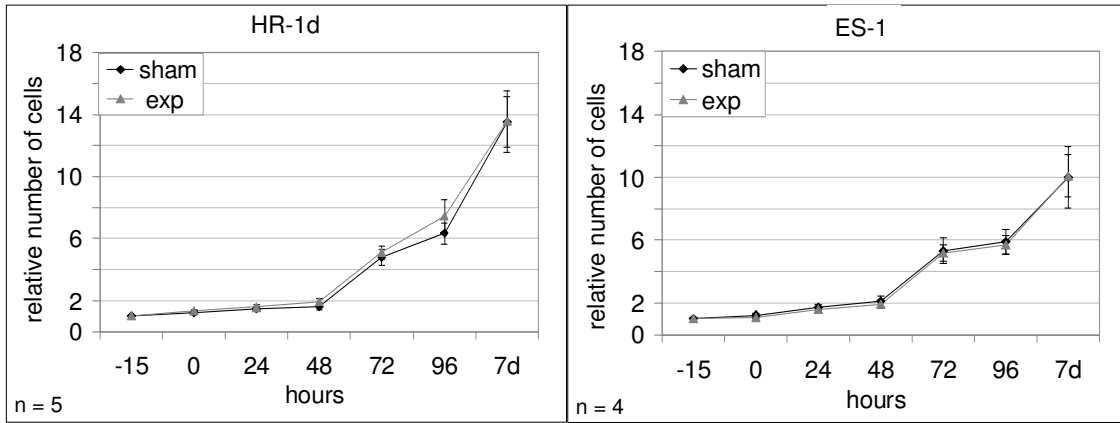 HR-1d
18
14
10
6
2
0
relative number of cells
sham
exp
-15 0 24 48 72 96 7d
hours
n = 5
ES-1
18
14
10
6
2
0
relative number of cells
sham
exp
-15 0 24 48 72 96 7d
hours
n = 4